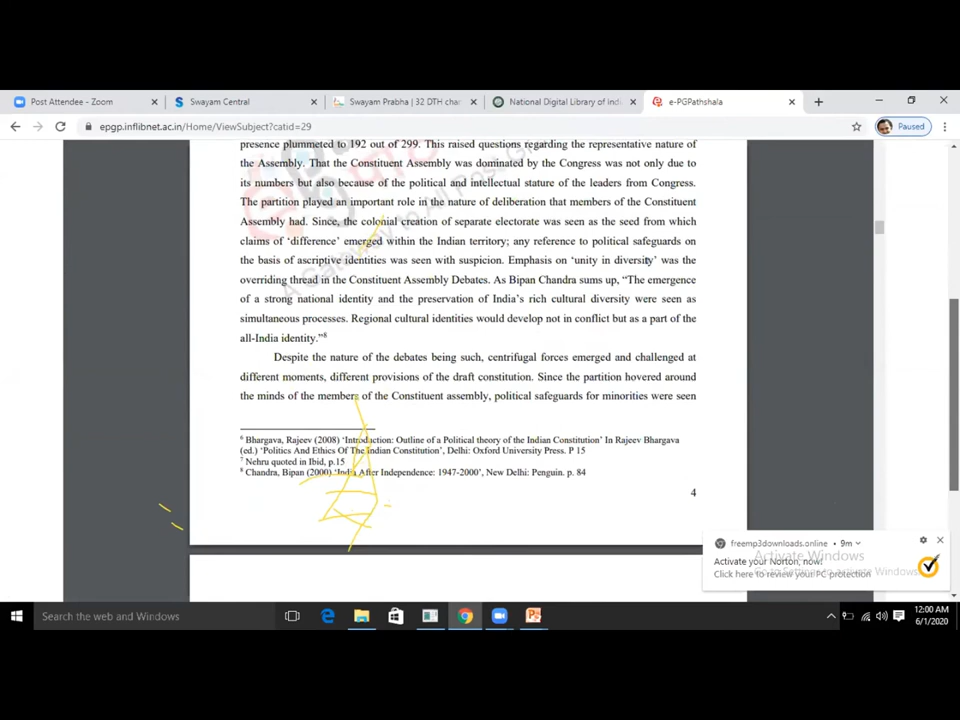 Post Attendee - Zoom
Swayam Central
Swayam Prabha | 32 DTH chan
National Digital Library of Indi
e-PGPathshala
epgp.inflibnet.ac.in/Home/ViewSubject?catid=29
Paused
presence plummeted to 192 out of 299. This raised questions regarding the representative nature of
the Assembly. That the Constituent Assembly was dominated by the Congress was not only due to
its numbers but also because of the political and intellectual stature of the leaders from Congress.
The partition played an important role in the nature of deliberation that members of the Constituent
Assembly had. Since, the colonial creation of separate electorate was seen as the seed from which
claims of ‘difference’ emerged within the Indian territory; any reference to political safeguards on
the basis of ascriptive identities was seen with suspicion. Emphasis on ‘unity in diversity’ was the
overriding thread in the Constituent Assembly Debates. As Bipan Chandra sums up, “The emergence
of a strong national identity and the preservation of India’s rich cultural diversity were seen as
simultaneous processes. Regional cultural identities would develop not in conflict but as a part of the
all-India identity.”8
Despite the nature of the debates being such, centrifugal forces emerged and challenged at
different moments, different provisions of the draft constitution. Since the partition hovered around
the minds of the members of the Constituent assembly, political safeguards for minorities were seen
6 Bhargava, Rajeev (2008) ‘Introduction: Outline of a Political theory of the Indian Constitution’ In Rajeev Bhargava
(ed.) ‘Politics And Ethics Of The Indian Constitution’, Delhi: Oxford University Press. P 15
7 Nehru quoted in Ibid, p.15
8 Chandra, Bipan (2000) ‘India After Independence: 1947-2000’, New Delhi: Penguin. p. 84
4
A Gateway to All Post G
freemp3downloads.online • 9m
Activate your Norton, now!
Click here to review your PC protection
Activate Windows
Go to Settings to activate Windows.
Search the web and Windows
12:00 AM
6/1/2020